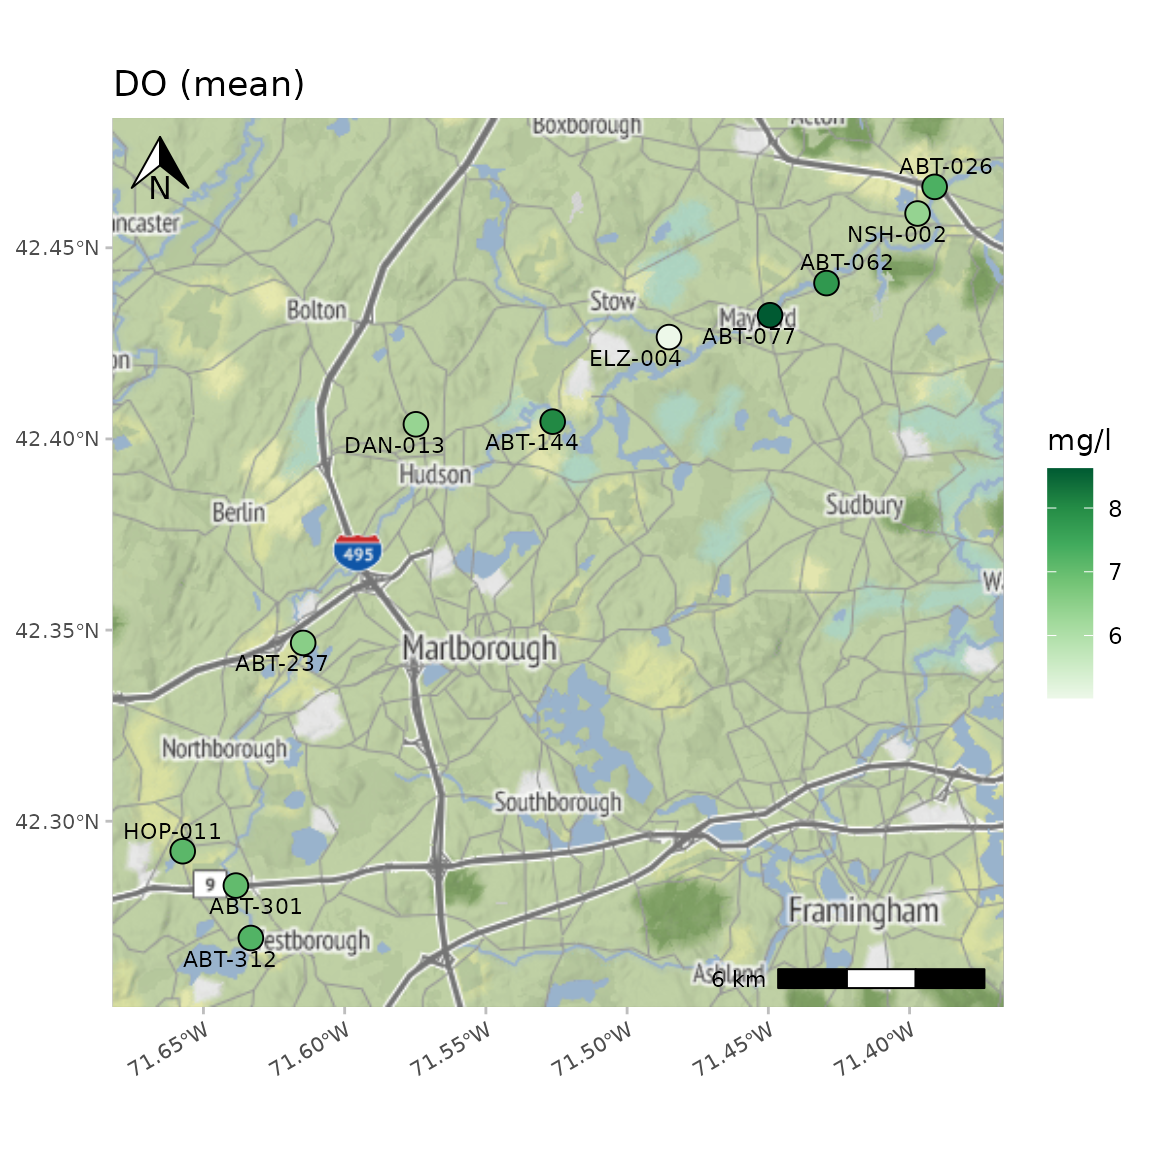 DO (mean)
Boxborough
Acton
N
ABT-026
ncaster
NSH-002
42.45°N
ABT-062
Bolton
Stow
ABT-077
ELZ-004
on
mg/l
42.40°N
DAN-013
ABT-144
Hudson
8
Berlin
Sudbury
495
7
W
42.35°N
6
Marlborough
ABT-237
Northborough
Southborough
42.30°N
HOP-011
9
ABT-301
Framingham
estborough
ABT-312
Ashland
6 km
71.65°W
71.60°W
71.55°W
71.50°W
71.45°W
71.40°W